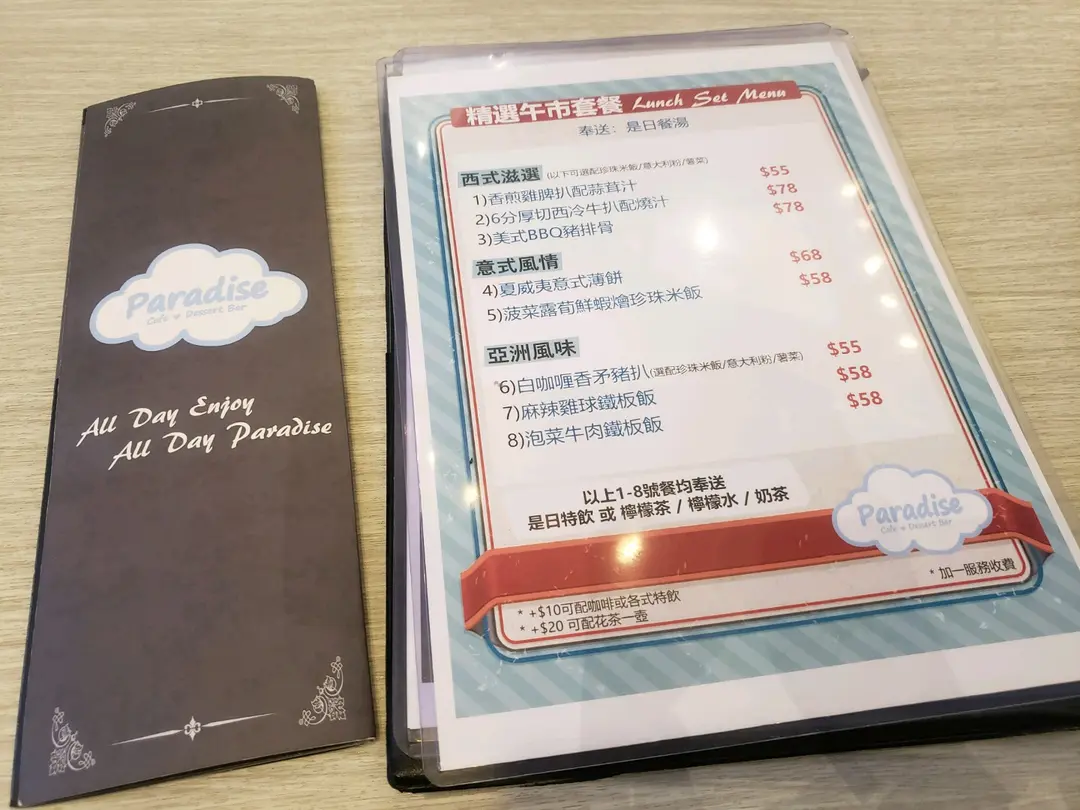 Paradise
Cafe Dessert Bar
All Day Enjoy
All Day Paradise
精選午市套餐 Lunch Set Menu
奉送：是日餐湯
西式滋選 (以下可選配珍珠米飯/意大利粉/薯菜)
1)香煎雞脾扒配蒜茸汁 $55
2)6分厚切西冷牛扒配燒汁 $78
3)美式BBQ豬排骨 $78
意式風情
4)夏威夷意式薄餅 $68
5)菠菜露荀鮮蝦燴珍珠米飯 $58
亞洲風味
*6)白咖喱香矛豬扒(選配珍珠米飯/意大利粉/薯菜) $55
7)麻辣雞球鐵板飯 $58
8)泡菜牛肉鐵板飯 $58
以上1-8號餐均奉送
是日特飲 或 檸檬茶 / 檸檬水 / 奶茶
Paradise
Cafe Dessert Bar
* 加一服務收費
* +$10可配咖啡或各式特飲
* +$20 可配花茶一壺